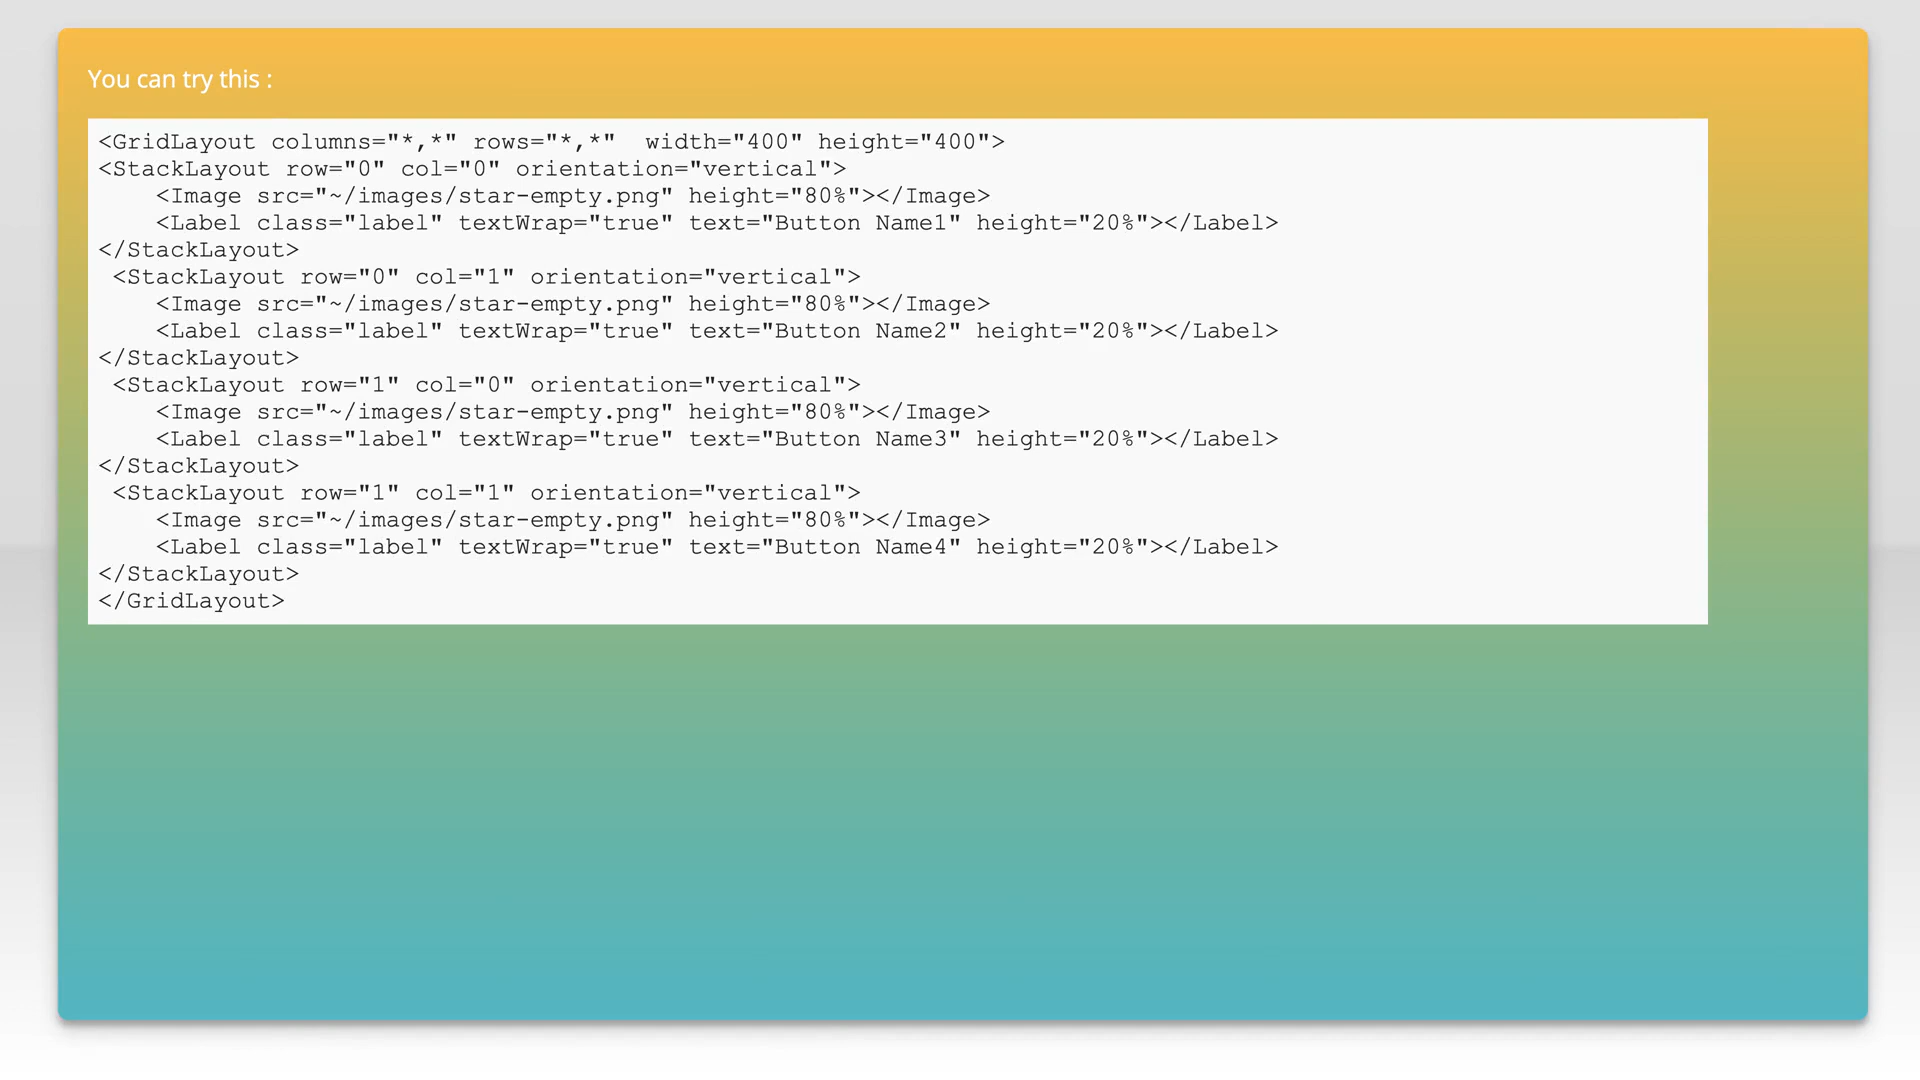 You can try this :
<GridLayout columns="*,*" rows="*,*"  width="400" height="400">
<StackLayout row="0" col="0" orientation="vertical">
    <Image src="~/images/star-empty.png" height="80%"></Image>
    <Label class="label" textWrap="true" text="Button Name1" height="20%"></Label>
</StackLayout>
 <StackLayout row="0" col="1" orientation="vertical">
    <Image src="~/images/star-empty.png" height="80%"></Image>
    <Label class="label" textWrap="true" text="Button Name2" height="20%"></Label>
</StackLayout>
 <StackLayout row="1" col="0" orientation="vertical">
    <Image src="~/images/star-empty.png" height="80%"></Image>
    <Label class="label" textWrap="true" text="Button Name3" height="20%"></Label>
</StackLayout>
 <StackLayout row="1" col="1" orientation="vertical">
    <Image src="~/images/star-empty.png" height="80%"></Image>
    <Label class="label" textWrap="true" text="Button Name4" height="20%"></Label>
</StackLayout>
</GridLayout>